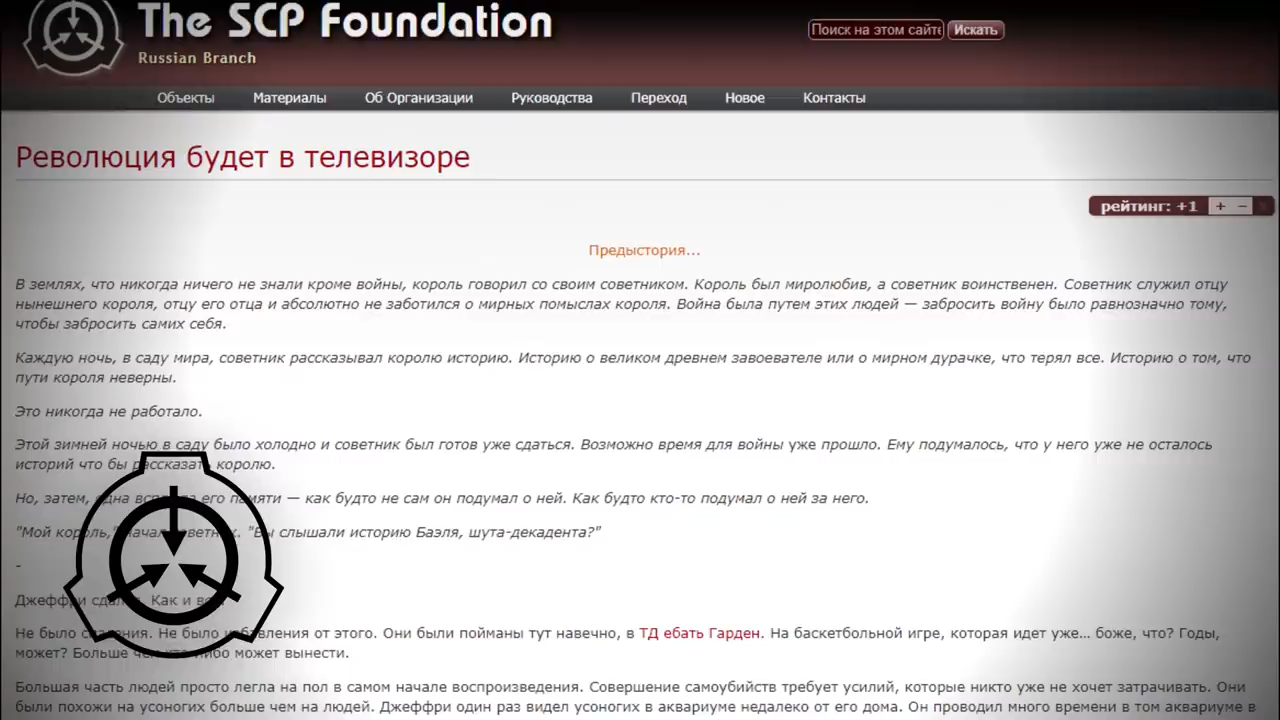 The SCP Foundation
Russian Branch
Поиск на этом сайте
Искать
Объекты Материалы Об Организации Руководства Переход Новое Контакты
Революция будет в телевизоре
рейтинг: +1 + −
Предыстория...
В землях, что никогда ничего не знали кроме войны, король говорил со своим советником. Король был миролюбив, а советник воинственен. Советник служил отцу
нынешнего короля, отцу его отца и абсолютно не заботился о мирных помыслах короля. Война была путем этих людей — забросить войну было равнозначно тому,
чтобы забросить самих себя.
Каждую ночь, в саду мира, советник рассказывал королю историю. Историю о великом древнем завоевателе или о мирном дурачке, что терял все. Историю о том, что
пути короля неверны.
Это никогда не работало.
Этой зимней ночью в саду было холодно и советник был готов уже сдаться. Возможно время для войны уже прошло. Ему подумалось, что у него уже не осталось
историй что бы рассказать королю.
Но, затем, одна его памяти — как будто не сам он подумал о ней. Как будто кто-то подумал о ней за него.
"Мой король," начал советник. "Вы слышали историю Баэля, шута-декадента?"
-
Джеффри Как и
Не было Не было избавления от этого. Они были пойманы тут навечно, в ТД ебать Гарден. На баскетбольной игре, которая идет уже... боже, что? Годы,
может? Больше чем может вынести.
Большая часть людей просто легла на пол в самом начале воспроизведения. Совершение самоубийств требует усилий, которые никто уже не хочет затрачивать. Они
были похожи на усоногих больше чем на людей. Джеффри один раз видел усоногих в аквариуме недалеко от его дома. Он проводил много времени в том аквариуме в